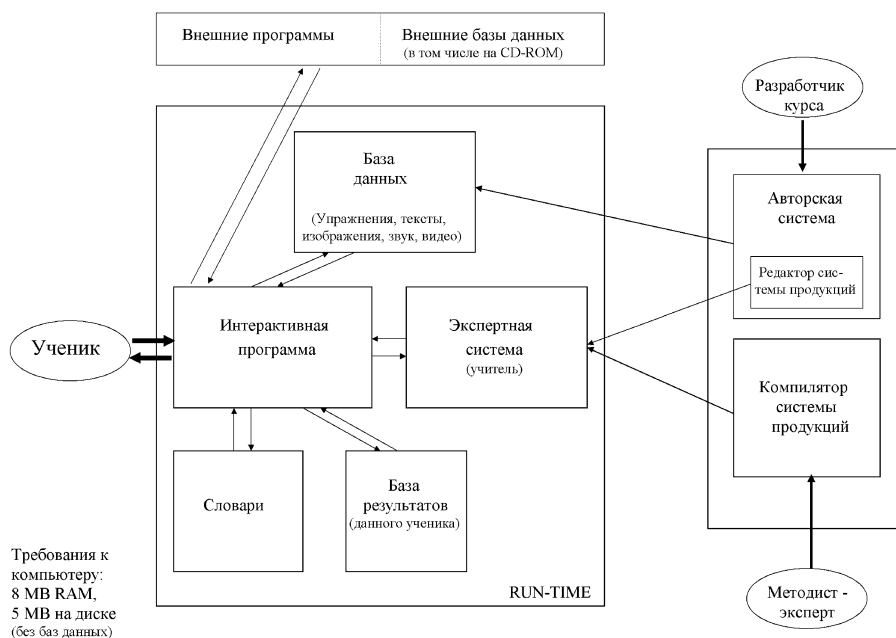 Внешние программы
Внешние базы данных
(в том числе на CD-ROM)
Разработчик
курса
База
данных
(Упражнения, тексты,
изображения, звук, видео)
Авторская
система
Редактор сис-
темы продукций
Ученик
Интерактивная
программа
Экспертная
система
(учитель)
Компилятор
системы
продукций
Словари
База
результатов
(данного ученика)
Требования к
компьютеру:
8 MB RAM,
5 MB на диске
(без баз данных)
RUN-TIME
Методист -
эксперт